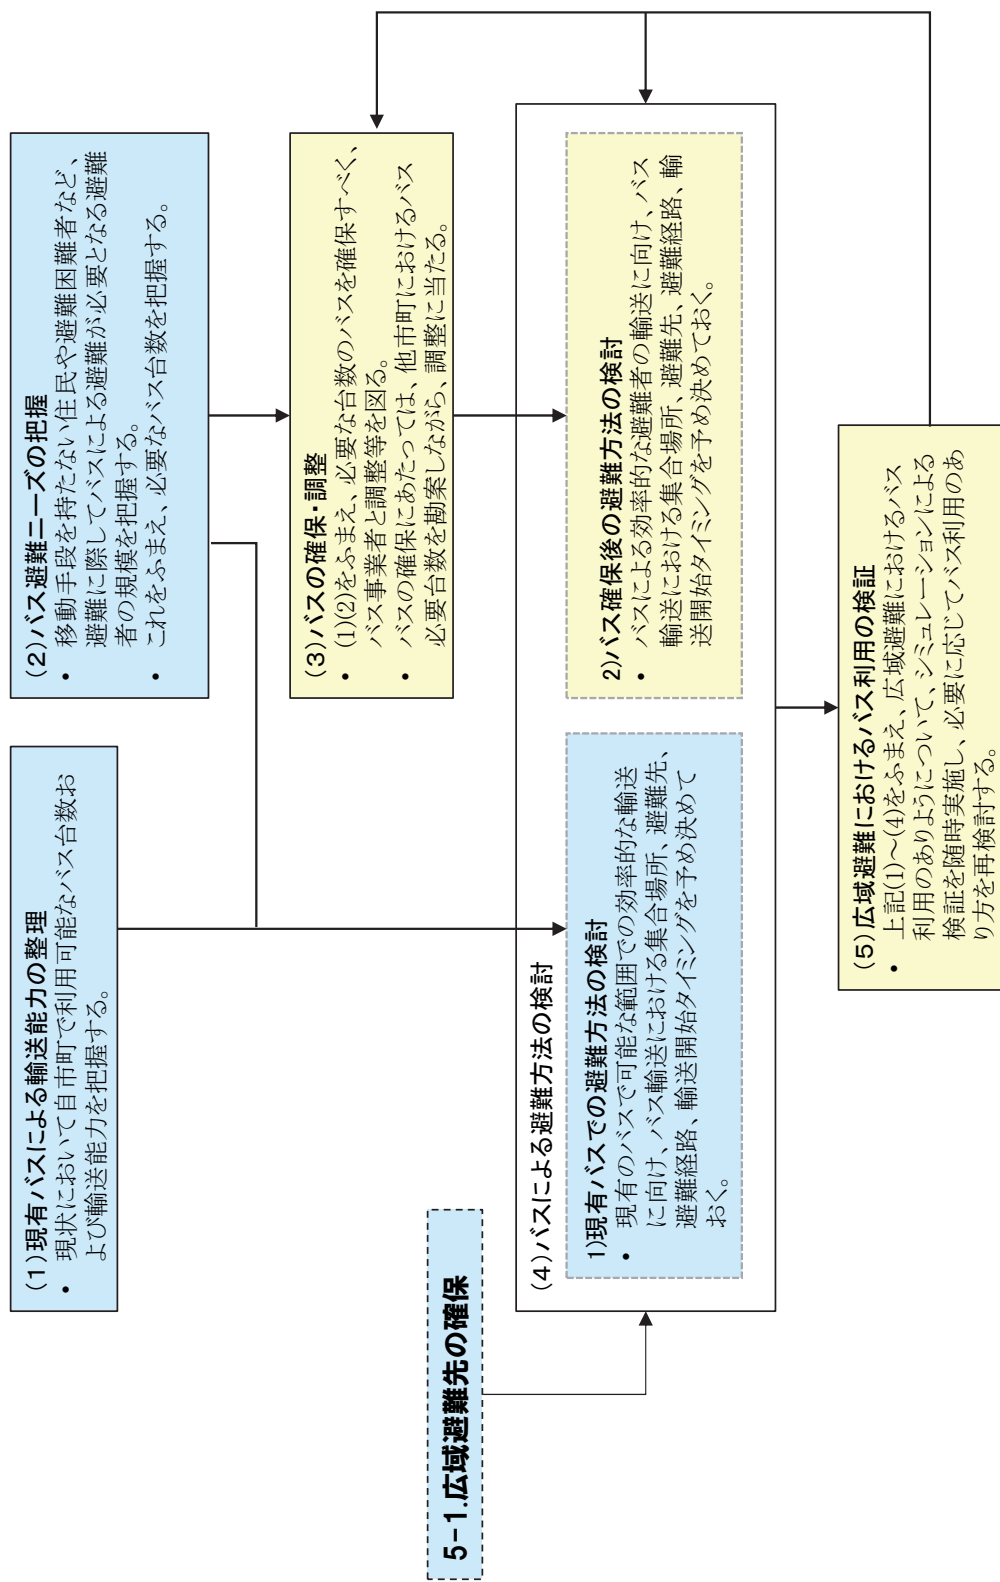 (1)現有バスによる輸送能力の整理
• 現状において自市町で利用可能なバス台数お
よび輸送能力を把握する。
(2)バス避難ニーズの把握
• 移動手段を持たない住民や避難困難者など、
避難に際してバスによる避難が必要となる避難
者の規模を把握する。
• これをふまえ、必要なバス台数を把握する。
(3)バスの確保・調整
• (1)(2)をふまえ、必要な台数のバスを確保すべく、
バス事業者と調整等を図る。
• バスの確保にあたっては、他市町におけるバス
必要台数を勘案しながら、調整に当たる。
5-1.広域避難先の確保
(4)バスによる避難方法の検討
1)現有バスでの避難方法の検討
• 現有のバスで可能な範囲での効率的な輸送
に向け、バス輸送における集合場所、避難先、
避難経路、輸送開始タイミングを予め決めて
おく。
2)バス確保後の避難方法の検討
• バスによる効率的な避難者の輸送に向け、バス
輸送における集合場所、避難先、避難経路、輸
送開始タイミングを予め決めておく。
(5)広域避難におけるバス利用の検証
• 上記(1)～(4)をふまえ、広域避難におけるバス
利用のありようについて、シミュレーションによる
検証を随時実施し、必要に応じてバス利用のあ
り方を再検討する。